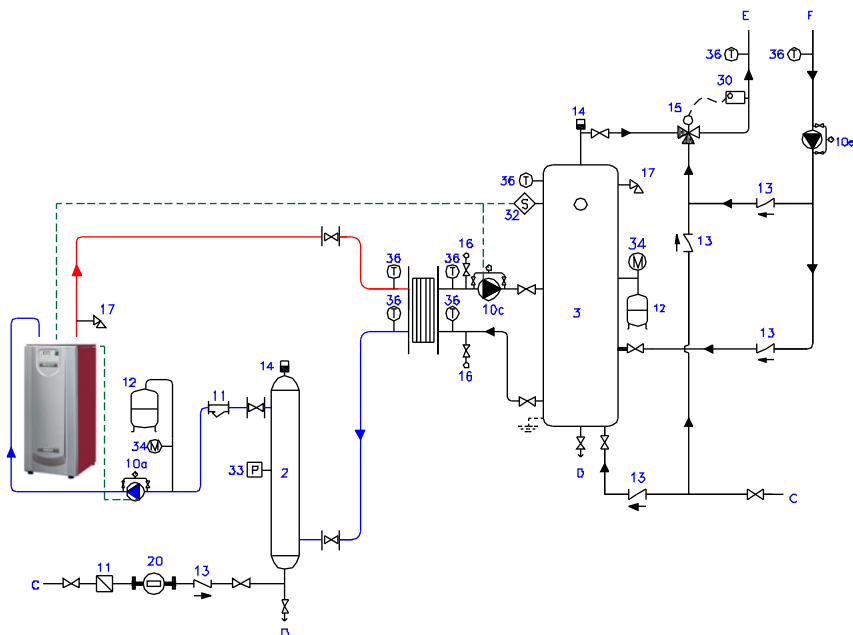 E F
36 T 36 T
30
14 15
10e
36 T 17
13
32 S
16 34
13
36 T 36 T M
17 10c 3 12
36 T 36 T
13
14 16
12 11
34 M
10a 33 P 2 D
13
C
11 20 13
C
D